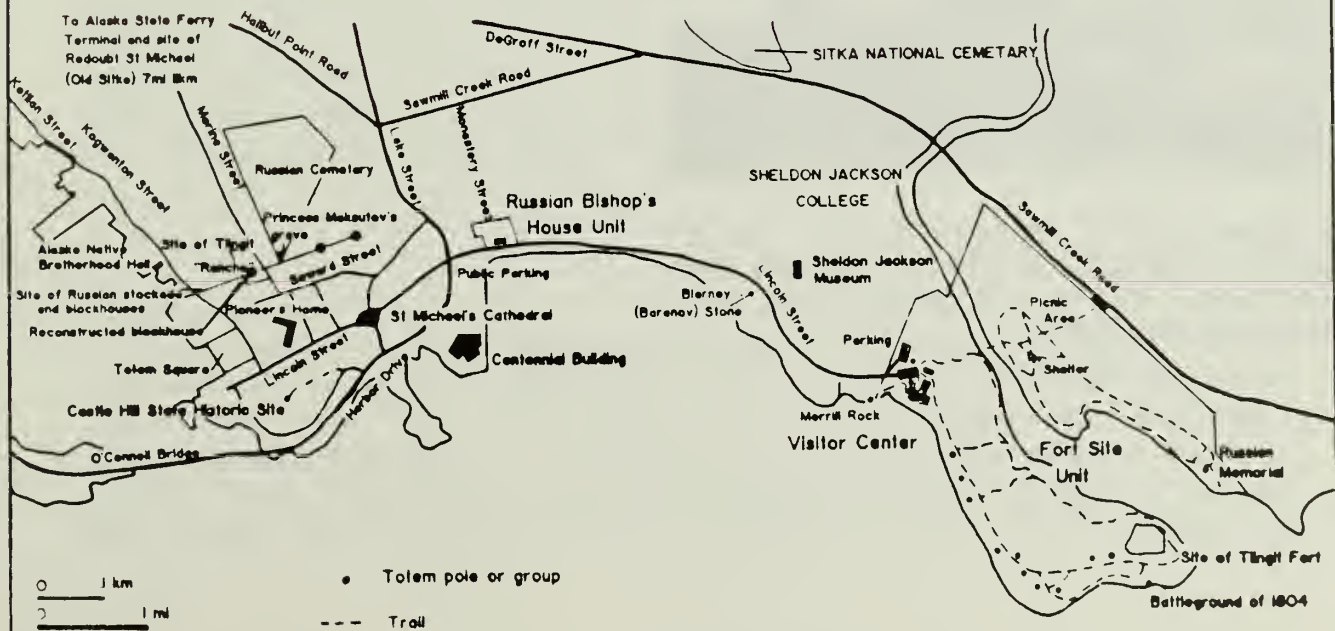 To Alaska State Ferry
Terminal and site of
Redoubt St Michael
(Old Sitka) 7mi 11km
Halibut Point Road
DeGroff Street
SITKA NATIONAL CEMETARY
Sawmill Creek Road
Katlian Street
Kogwanton Street
Marine Street
Lake Street
Monastery Street
Russian Cemetery
SHELDON JACKSON
COLLEGE
Russian Bishop's
House Unit
Princess Maksutov's
grave
Site of Tlingit
"Ranche"
Seward Street
Alaska Native
Brotherhood Hall
Sawmill Creek Road
Public Parking
Sheldon Jackson
Museum
Site of Russian stockade
and blockhouses
Pioneer's Home
Reconstructed blockhouse
St Michael's Cathedral
Blarney
(Baranov) Stone
Lincoln Street
Picnic
Area
Parking
Shelter
Totem Square
Lincoln Street
Centennial Building
Harbor Drive
Castle Hill State Historic Site
Merrill Rock
Visitor Center
Fort Site
Unit
Russian
Memorial
O'Connell Bridge
Site of Tlingit Fort
Battleground of 1804
0 .1 km
0 .1 mi
Totem pole or group
Trail